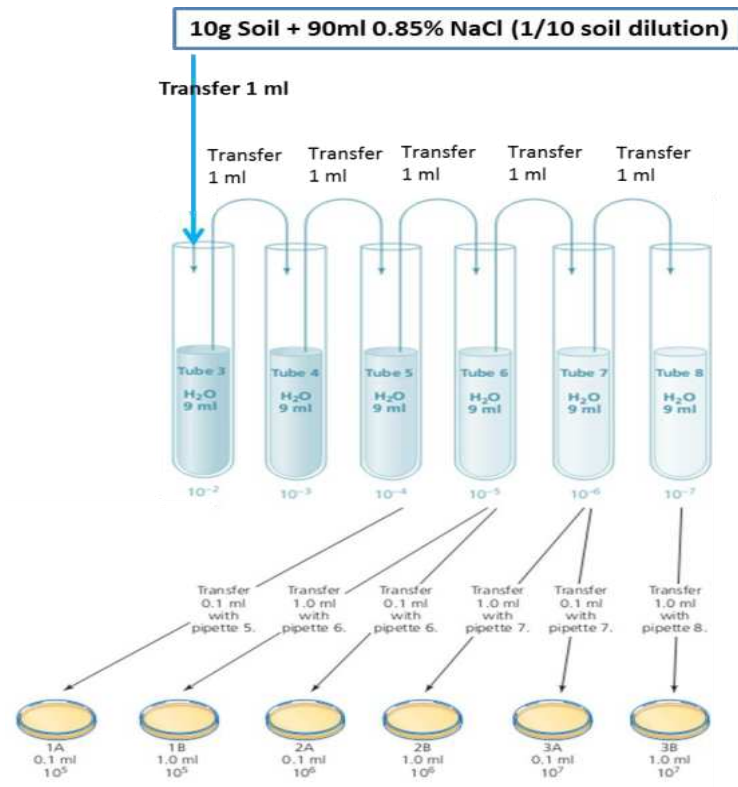 10g Soil + 90ml 0.85% NaCl (1/10 soil dilution)
Transfer 1 ml
Transfer
1 ml
Transfer
1 ml
Transfer
1 ml
Transfer
1 ml
Transfer
1 ml
Tube 3
H₂O
9 ml
Tube 4
H₂O
9 ml
Tube 5
H₂O
9 ml
Tube 6
H₂O
9 ml
Tube 7
H₂O
9 ml
Tube 8
H₂O
9 ml
10⁻²
10⁻³
10⁻⁴
10⁻⁵
10⁻⁶
10⁻⁷
Transfer
0.1 ml
with
pipette 5.
Transfer
1.0 ml
with
pipette 6.
Transfer
0.1 ml
with
pipette 6.
Transfer
1.0 ml
with
pipette 7.
Transfer
0.1 ml
with
pipette 7.
Transfer
1.0 ml
with
pipette 8.
1A
0.1 ml
10⁵
1B
1.0 ml
10⁵
2A
0.1 ml
10⁶
2B
1.0 ml
10⁶
3A
0.1 ml
10⁷
3B
1.0 ml
10⁷